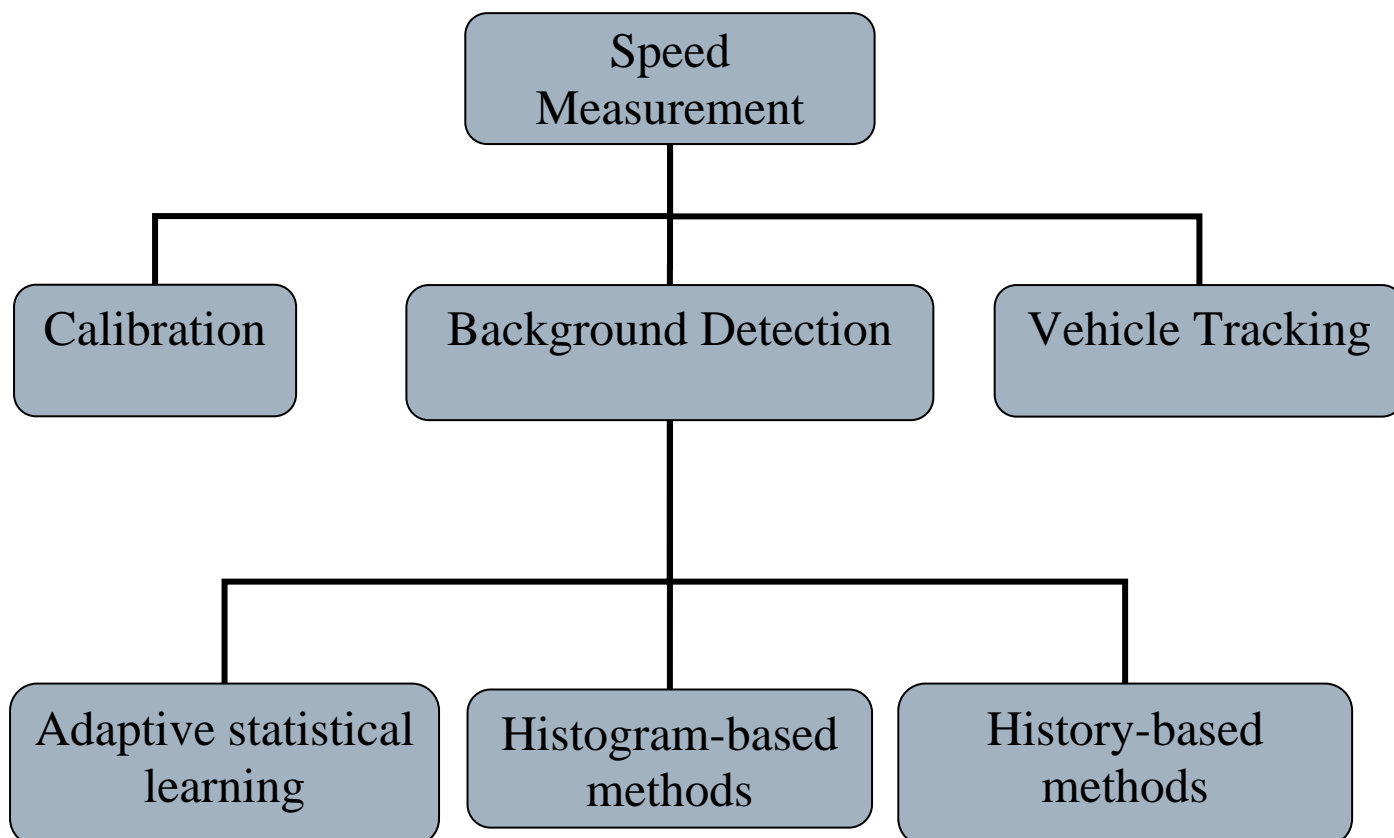 Speed
Measurement
Calibration
Background Detection
Vehicle Tracking
Adaptive statistical
learning
Histogram-based
methods
History-based
methods